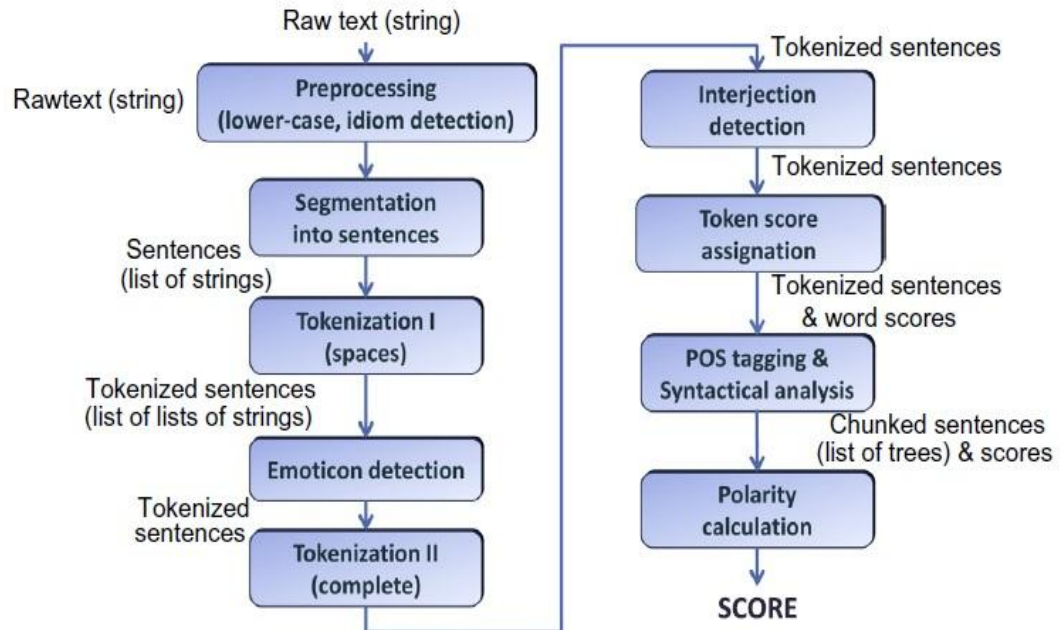 Raw text (string)
Rawtext (string)
Preprocessing
(lower-case, idiom detection)
Segmentation
into sentences
Sentences
(list of strings)
Tokenization I
(spaces)
Tokenized sentences
(list of lists of strings)
Emoticon detection
Tokenized
sentences
Tokenization II
(complete)
Tokenized sentences
Interjection
detection
Tokenized sentences
Token score
assignation
Tokenized sentences
& word scores
POS tagging &
Syntactical analysis
Chunked sentences
(list of trees) & scores
Polarity
calculation
SCORE